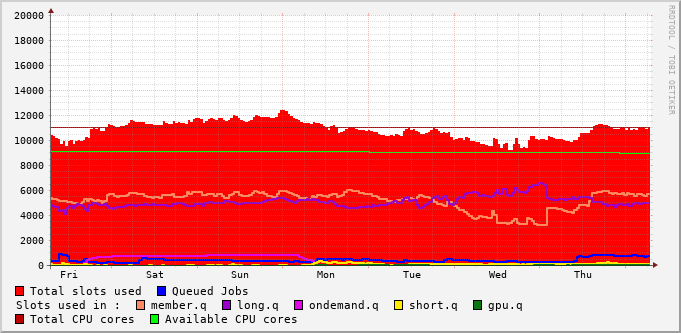 20000
18000
16000
14000
12000
10000
8000
6000
4000
2000
0
Fri Sat Sun Mon Tue Wed Thu
RRDTOOL / TOBI OETIKER
Total slots used Queued Jobs
Slots used in : member.q long.q ondemand.q short.q gpu.q
Total CPU cores Available CPU cores